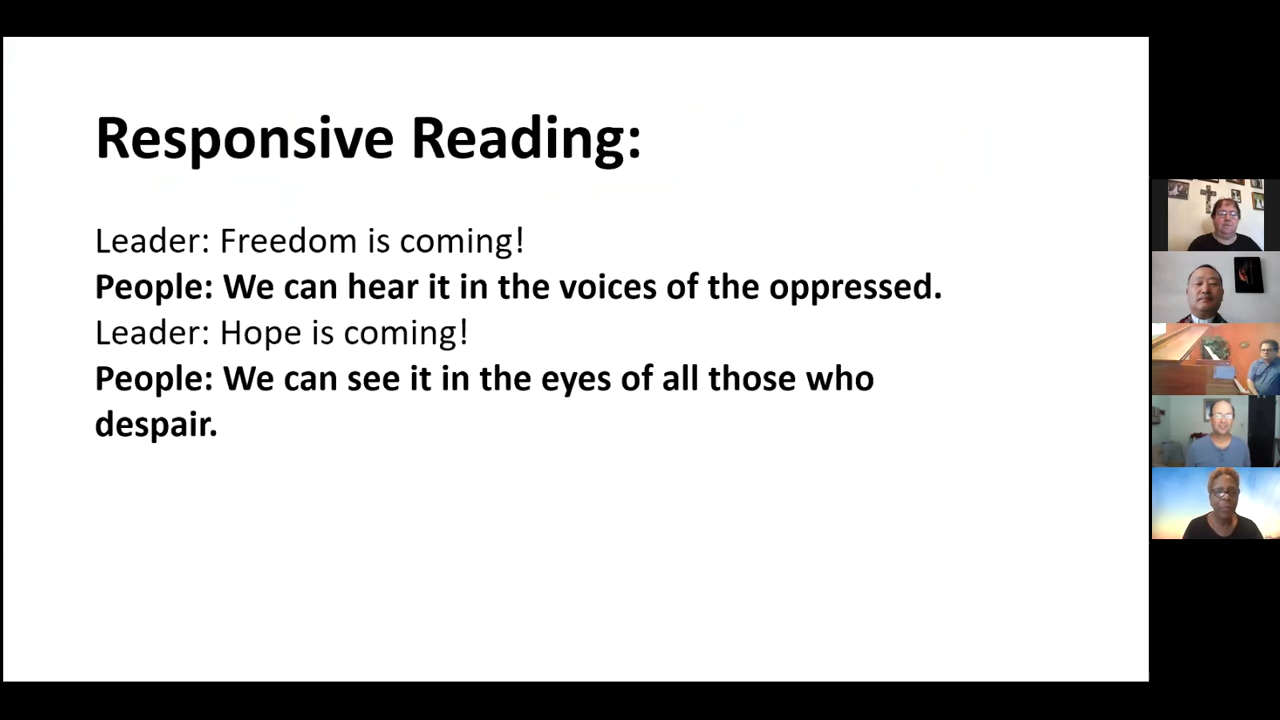 Responsive Reading:
Leader: Freedom is coming!
People: We can hear it in the voices of the oppressed.
Leader: Hope is coming!
People: We can see it in the eyes of all those who
despair.